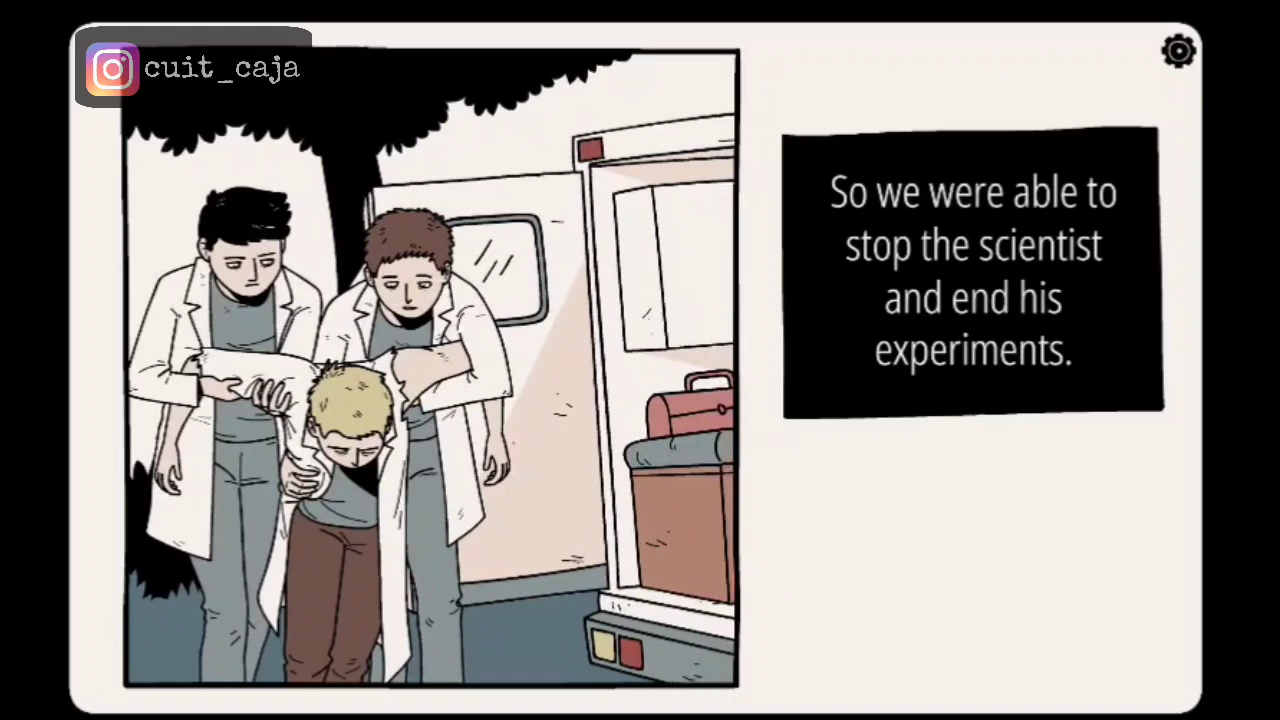 cuit_caja
So we were able to
stop the scientist
and end his
experiments.